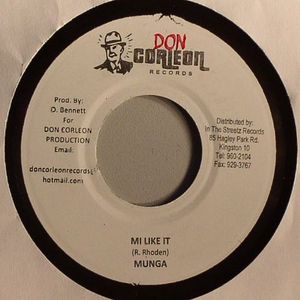 DON
CORLEON
RECORDS
Prod. By:
D. Bennett
For
DON CORLEON
PRODUCTION
Email:
doncorleonrecords@
hotmail.com
Distributed by:
In The Streetz Records
85 Hagley Park Rd.
Kingston 10
Tel: 960-2104
Fax: 929-3767
MI LIKE IT
(R. Rhoden)
MUNGA